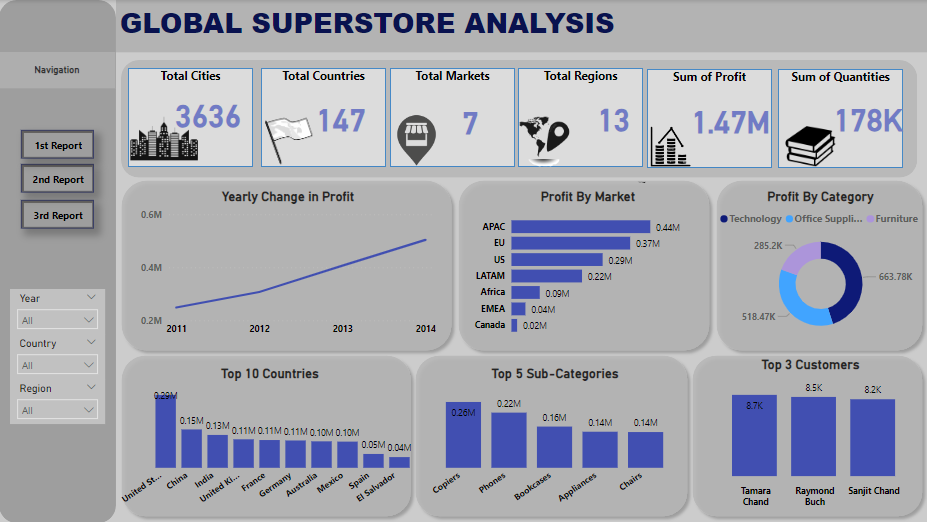 GLOBAL SUPERSTORE ANALYSIS
Navigation
1st Report
2nd Report
3rd Report
Year
All
Country
All
Region
All
Total Cities
3636
Total Countries
147
Total Markets
7
Total Regions
13
Sum of Profit
1.47M
Sum of Quantities
178K
Yearly Change in Profit
0.6M
0.4M
0.2M
2011 2012 2013 2014
Profit By Market
APAC 0.44M
EU 0.37M
US 0.29M
LATAM 0.22M
Africa 0.09M
EMEA 0.04M
Canada 0.02M
Profit By Category
Technology Office Suppli... Furniture
285.2K
663.78K
518.47K
Top 10 Countries
0.29M 0.15M 0.13M 0.11M 0.11M 0.11M 0.10M 0.10M 0.05M 0.04M
United St... China India United Ki... France Germany Australia Mexico Spain El Salvador
Top 5 Sub-Categories
0.26M 0.22M 0.16M 0.14M 0.14M
Copiers Phones Bookcases Appliances Chairs
Top 3 Customers
8.7K 8.5K 8.2K
Tamara Chand
Raymond Buch
Sanjit Chand